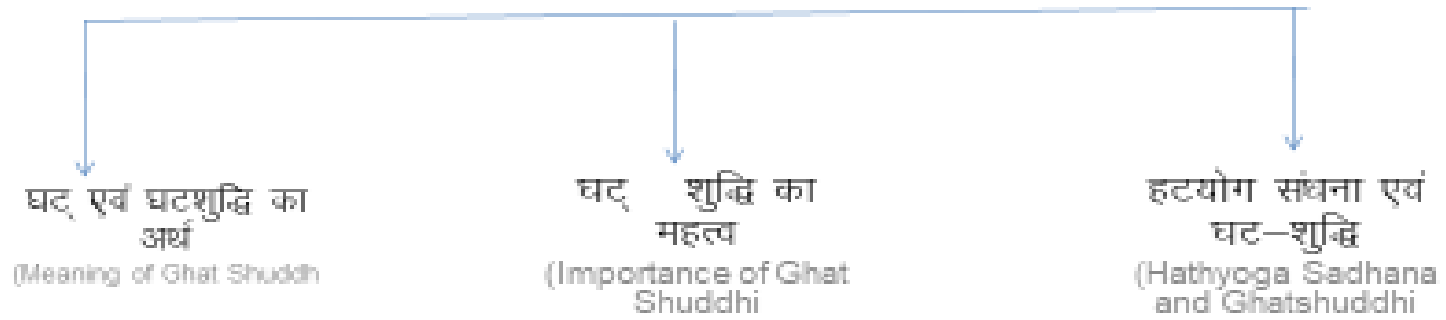 घट् एवं घटशुद्धि का
अर्थ
(Meaning of Ghat Shuddh
घट् शुद्धि का
महत्व
(Importance of Ghat
Shuddhi
हटयोग संधना एवं
घट–शुद्धि
(Hathyoga Sadhana
and Ghatshuddhi